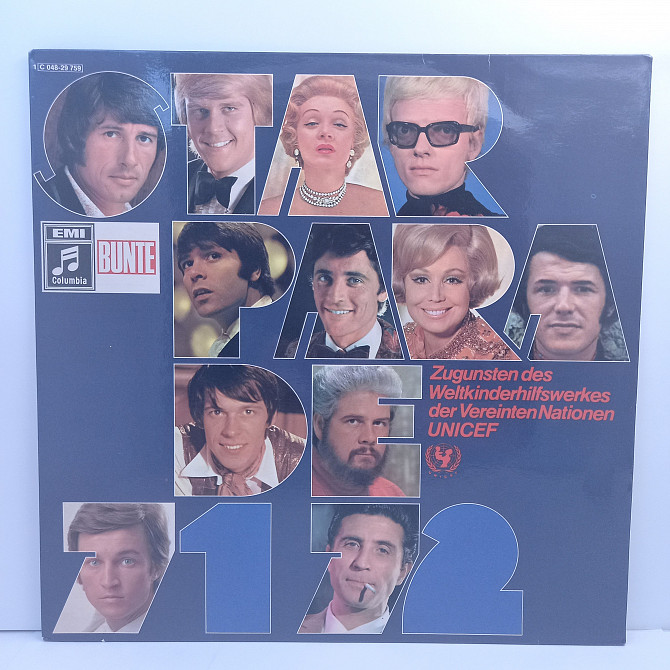 1 C 048-29 759
STAR
EMI
Columbia
BUNTE
PARA
DE
Zugunsten des
Weltkinderhilfswerkes
der Vereinten Nationen
UNICEF
71 72